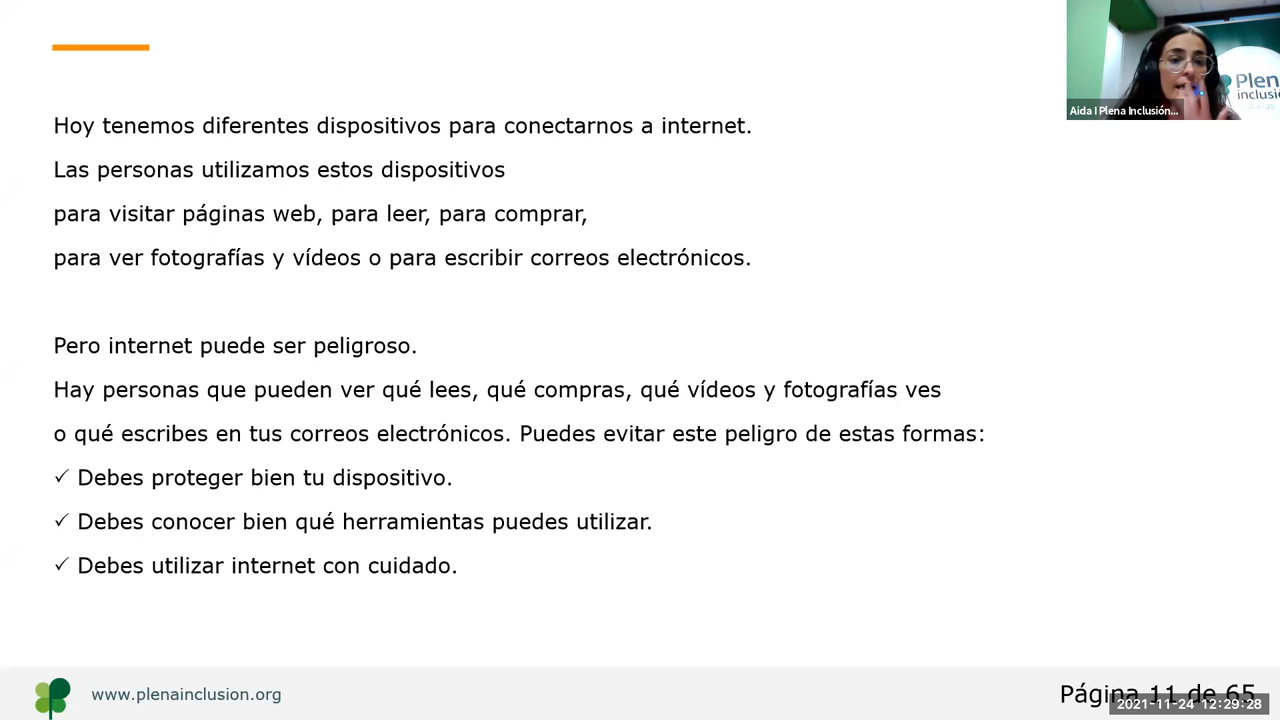 Hoy tenemos diferentes dispositivos para conectarnos a internet.
Las personas utilizamos estos dispositivos
para visitar páginas web, para leer, para comprar,
para ver fotografías y vídeos o para escribir correos electrónicos.
Pero internet puede ser peligroso.
Hay personas que pueden ver qué lees, qué compras, qué vídeos y fotografías ves
o qué escribes en tus correos electrónicos. Puedes evitar este peligro de estas formas:
✓ Debes proteger bien tu dispositivo.
✓ Debes conocer bien qué herramientas puedes utilizar.
✓ Debes utilizar internet con cuidado.
Plen
inclusi
Aida I Plena Inclusión...
www.plenainclusion.org
Página 11 de 65
2021-11-24 12:29:28